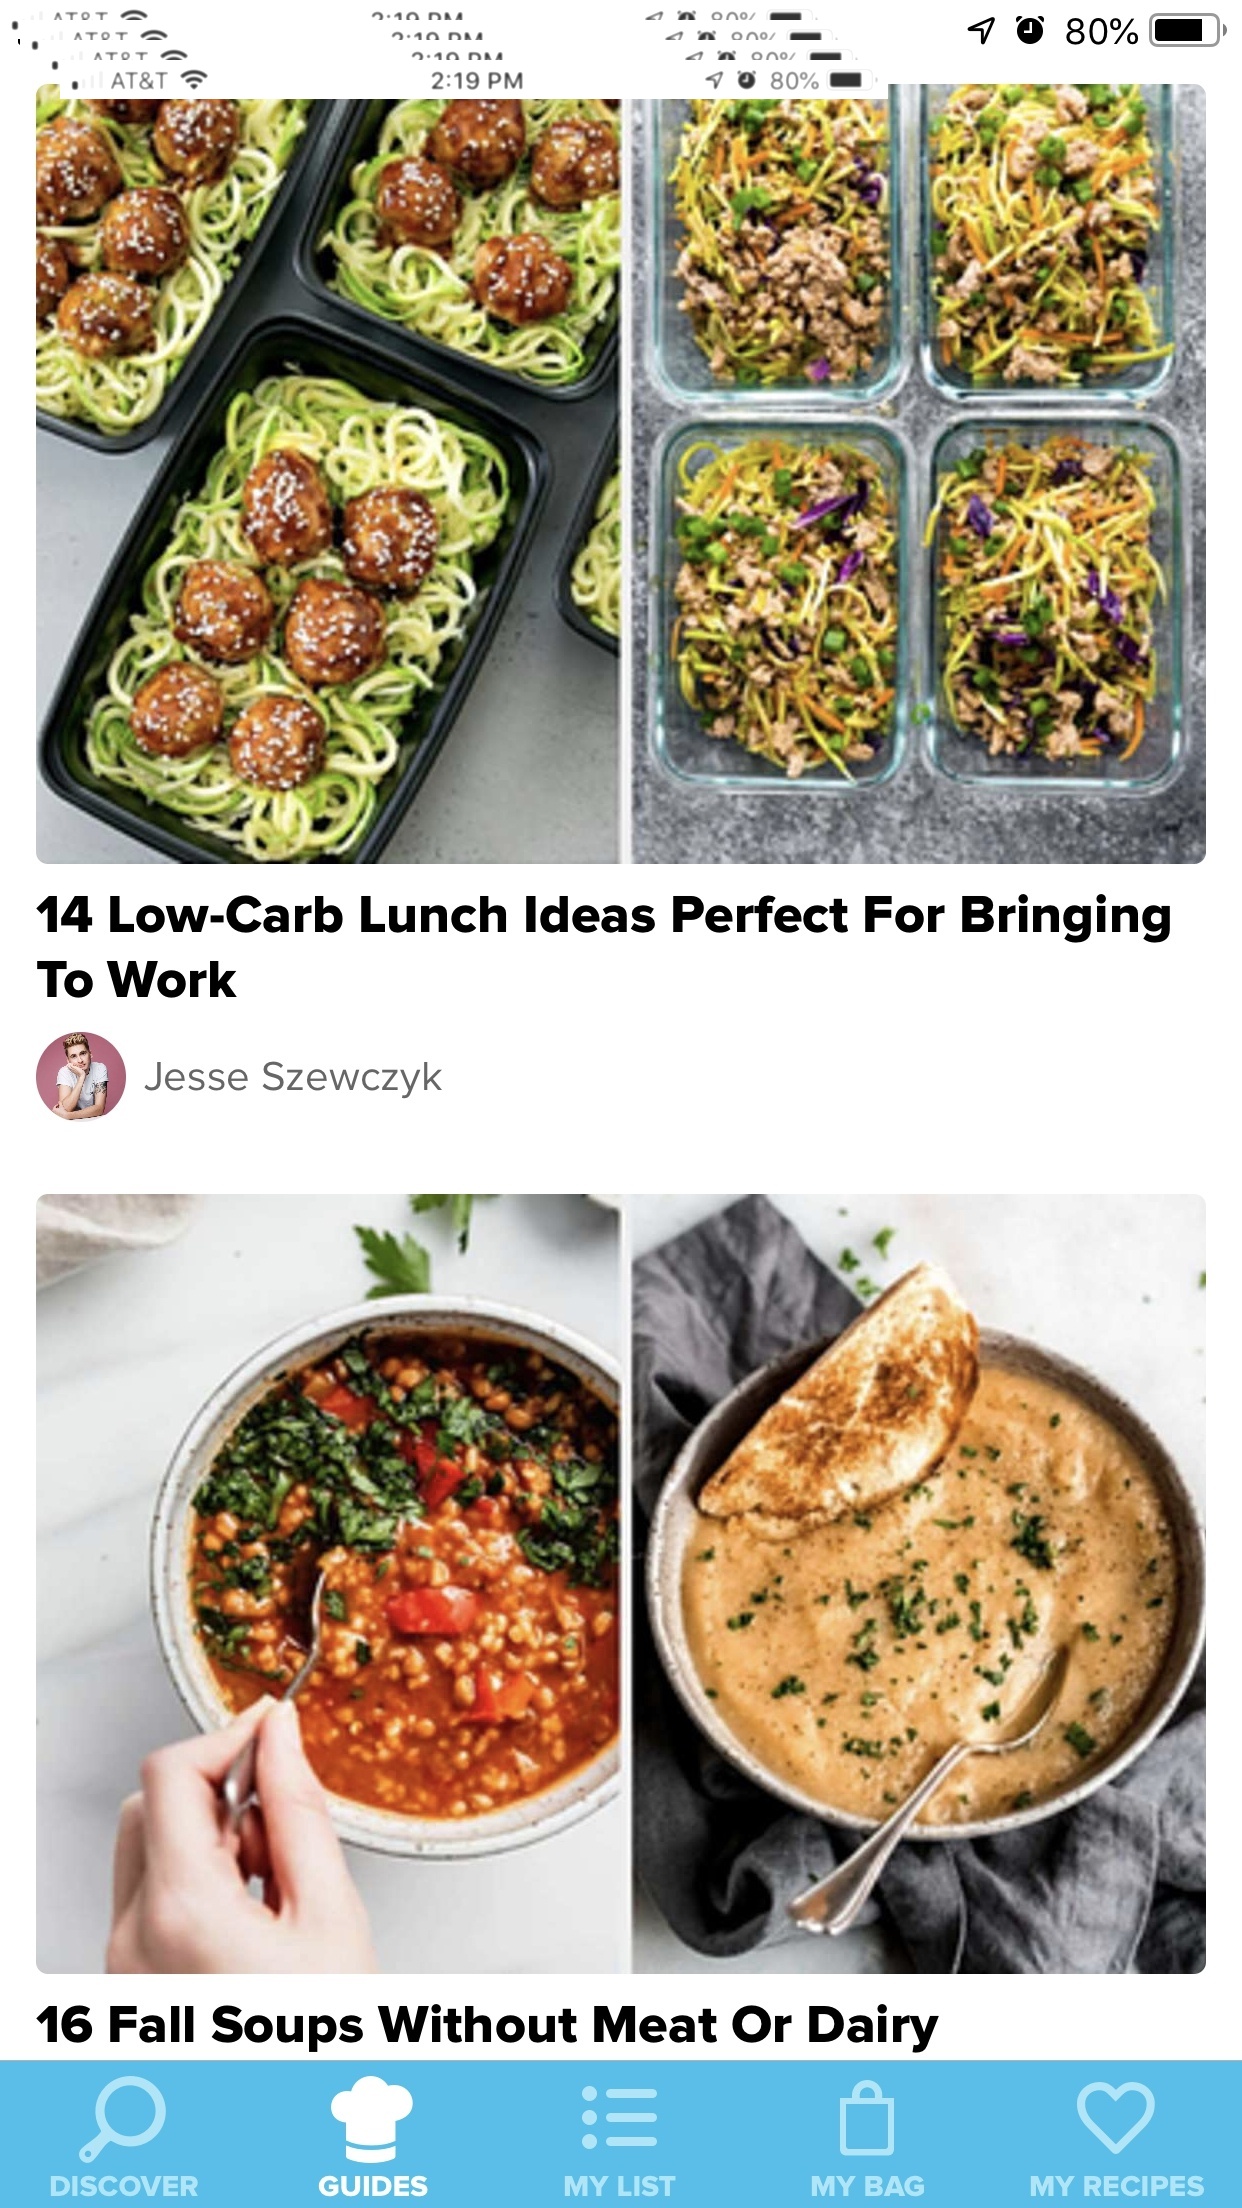 AT&T 2:19 PM 80%
AT&T 2:19 PM 80%
AT&T 2:19 PM 80%
AT&T 2:19 PM 80%
80%
14 Low-Carb Lunch Ideas Perfect For Bringing
To Work
Jesse Szewczyk
16 Fall Soups Without Meat Or Dairy
DISCOVER GUIDES MY LIST MY BAG MY RECIPES